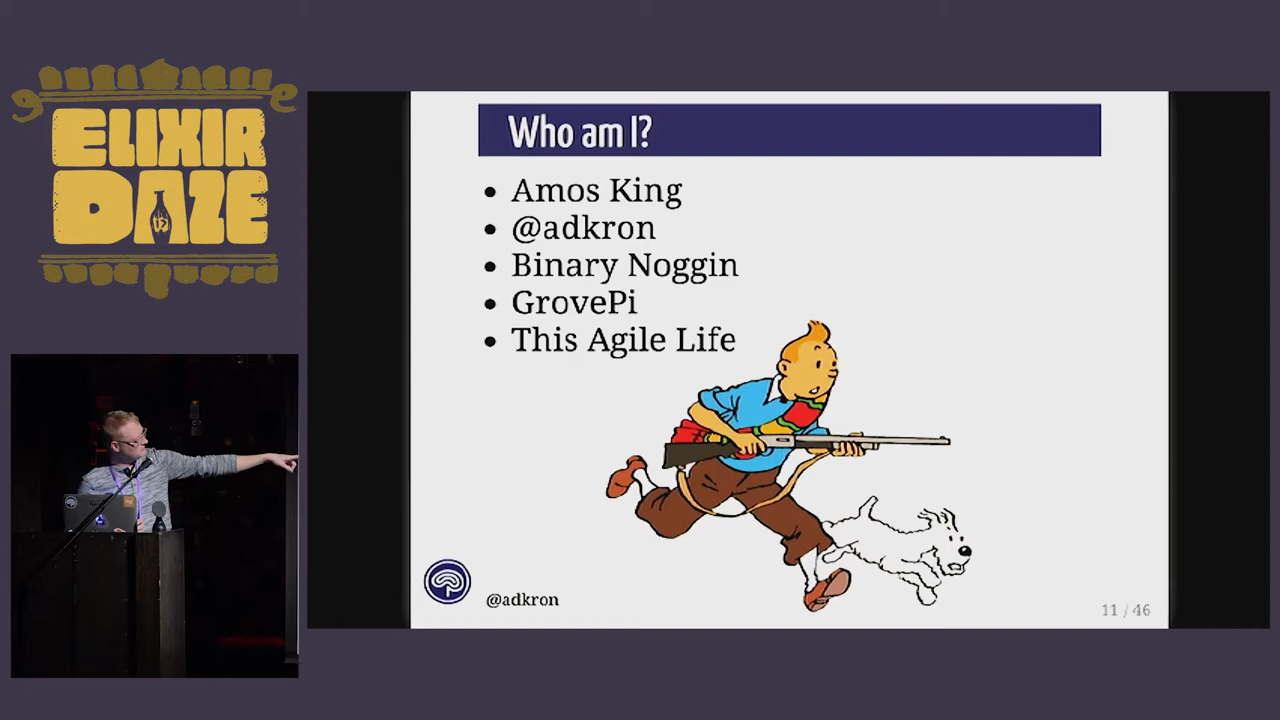 ELIXIR
DAZE
Who am I?
Amos King
@adkron
Binary Noggin
GrovePi
This Agile Life
@adkron
11 / 46